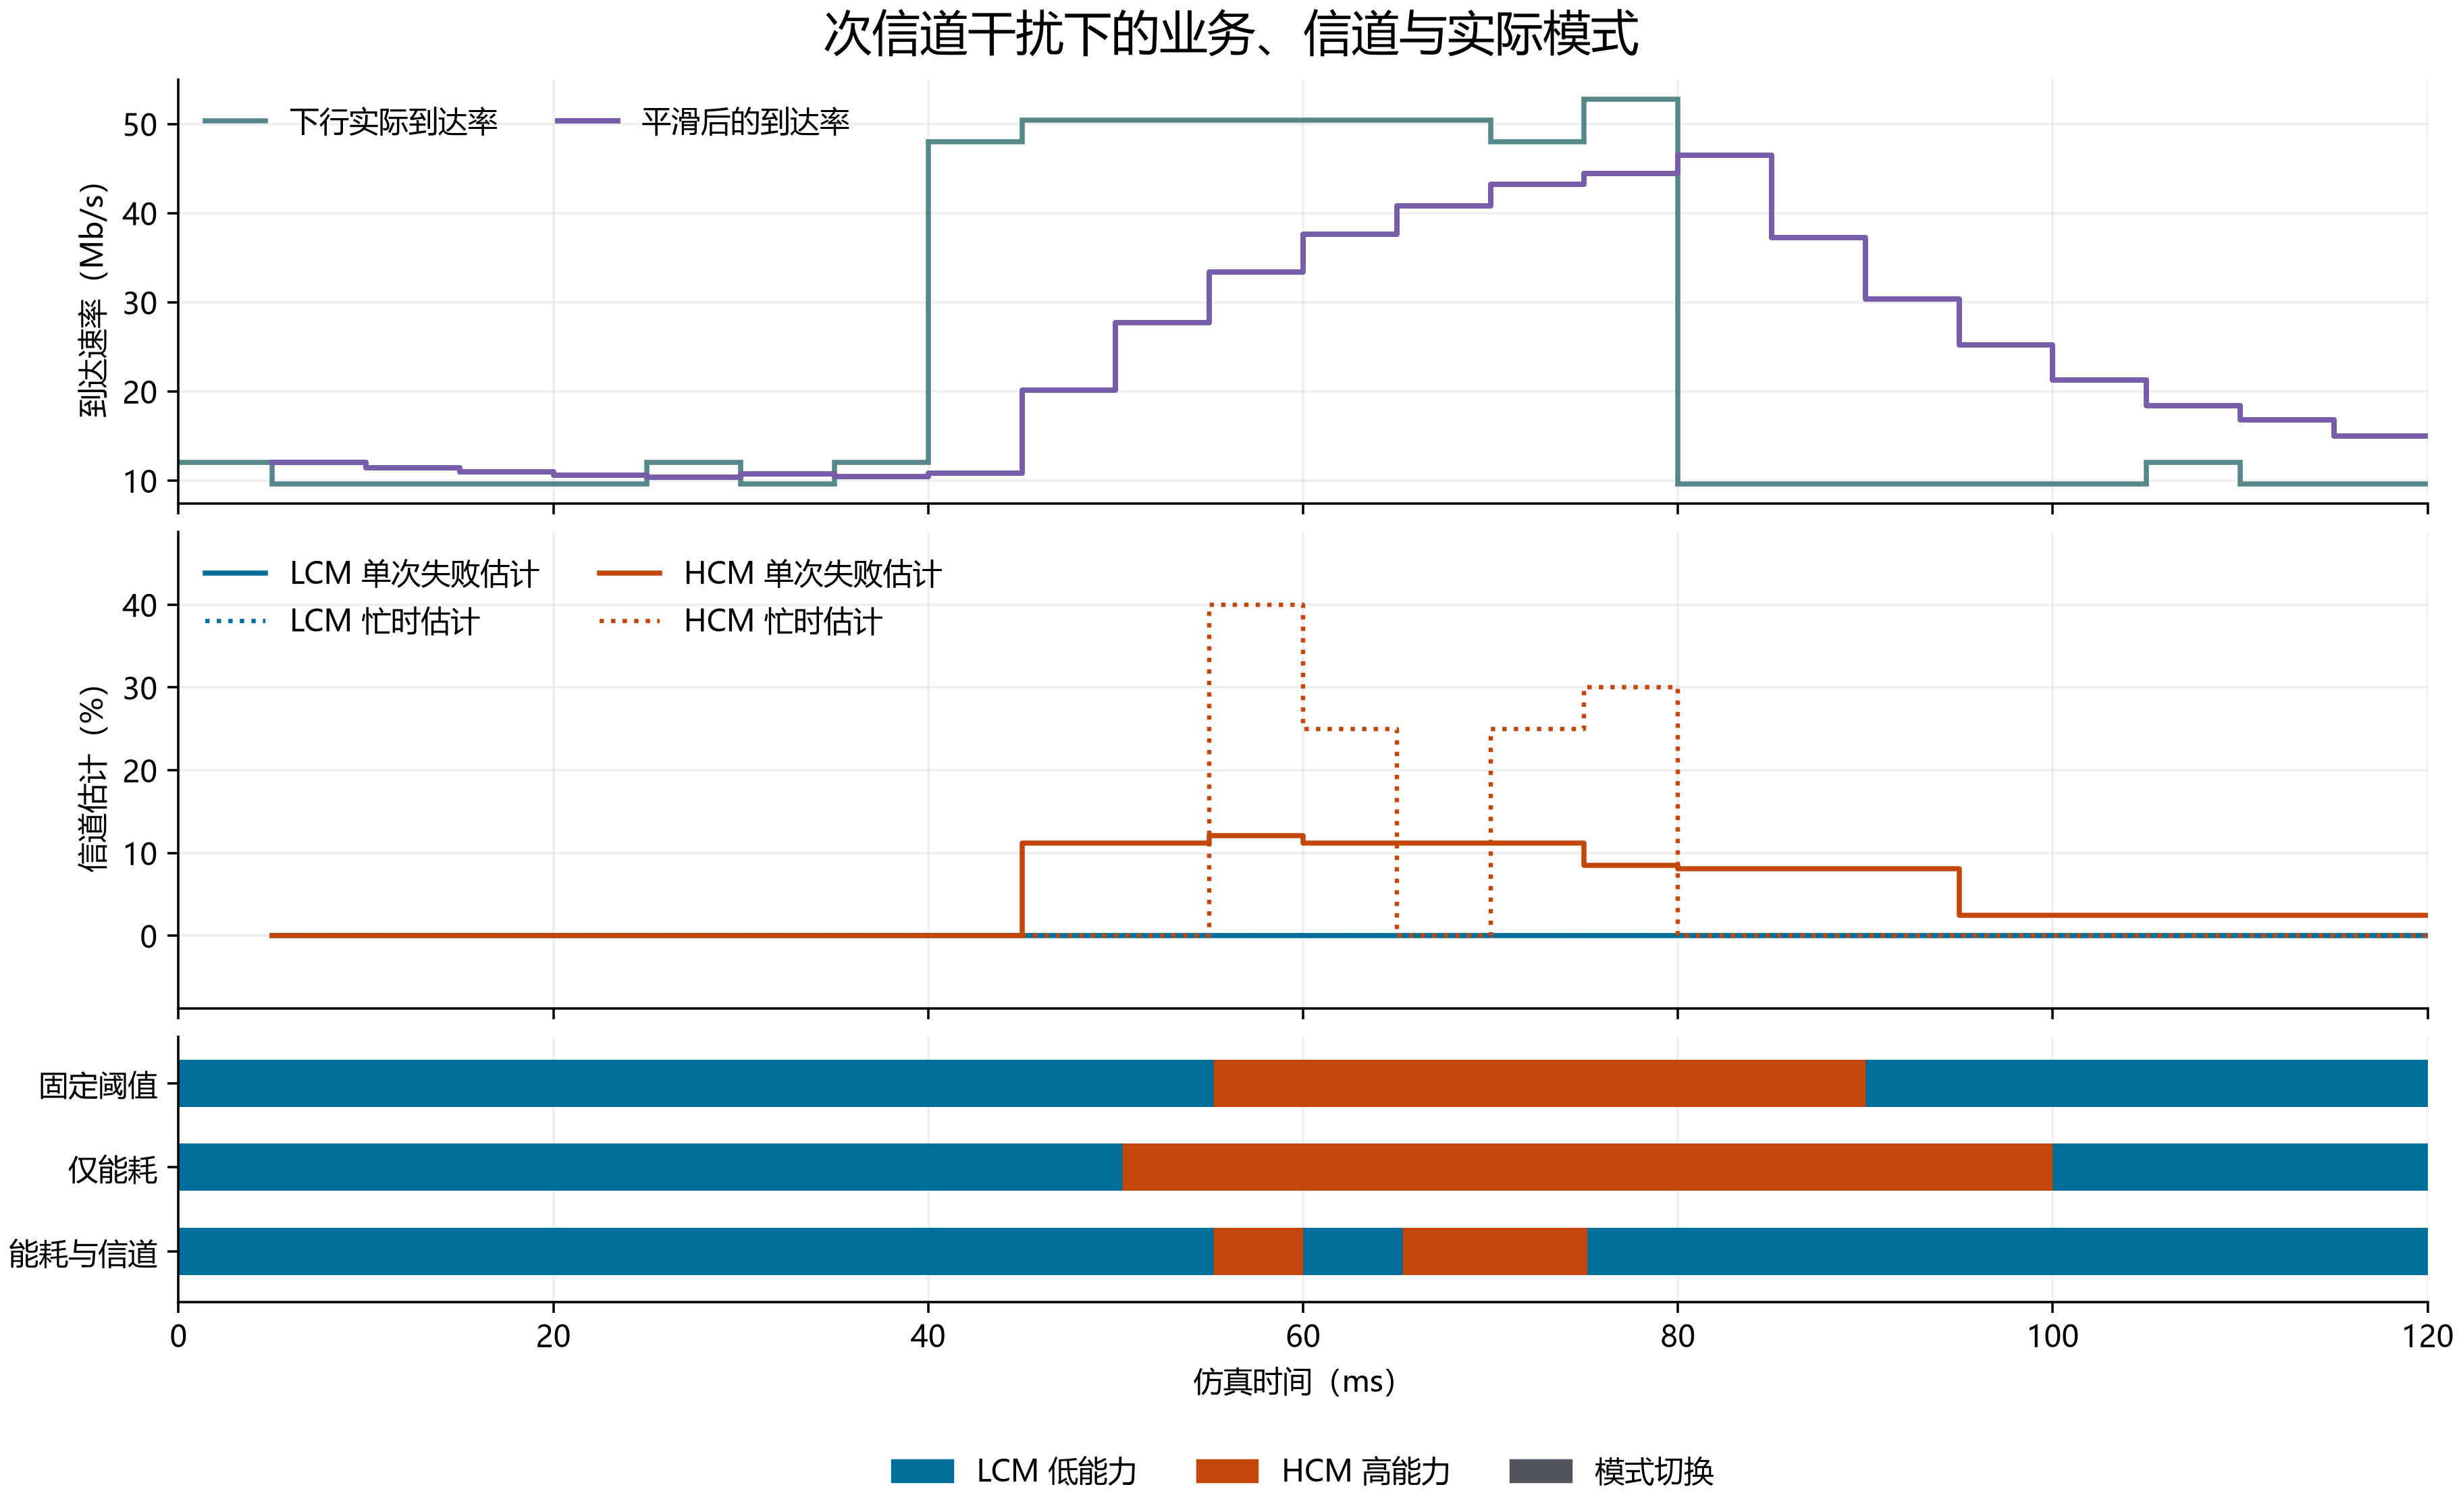 次信道干扰下的业务、信道与实际模式
下行实际到达率 平滑后的到达率
到达速率（Mb/s）
50
40
30
20
10
LCM 单次失败估计 HCM 单次失败估计
LCM 忙时估计 HCM 忙时估计
信道估计（%）
40
30
20
10
0
固定阈值
仅能耗
能耗与信道
0 20 40 60 80 100 120
仿真时间（ms）
LCM 低能力 HCM 高能力 模式切换